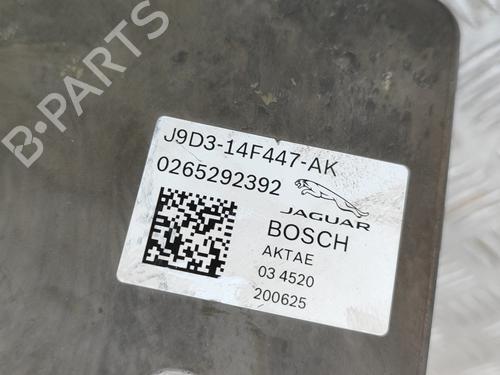 B-PARTS
J9D3-14F447-AK
0265292392
JAGUAR
BOSCH
AKTAE
03 4520
200625